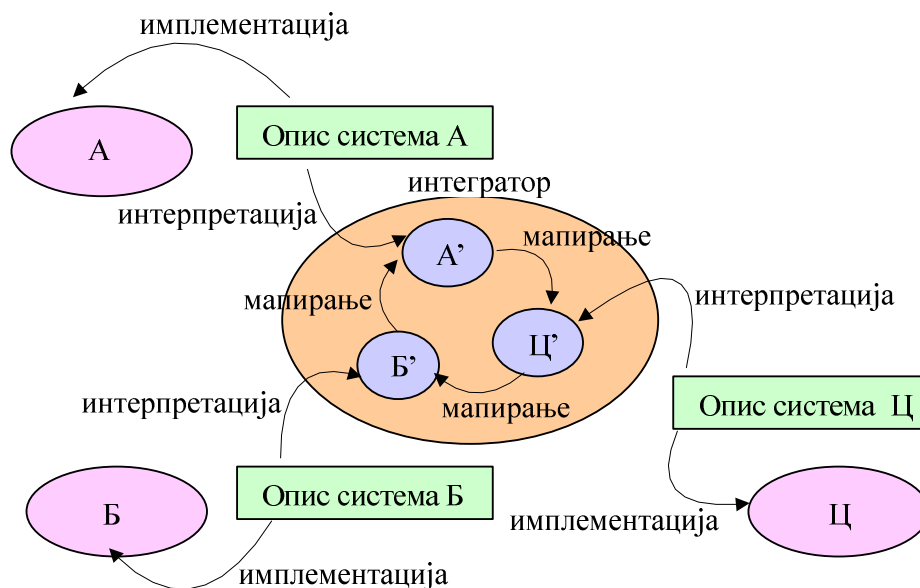 имплементација
А
Опис система А
интегратор
интерпретација
А’
мапирање
мапирање
интерпретација
Ц’
Б’
интерпретација
мапирање
Опис система Ц
Опис система Б
Б
имплементација
Ц
имплементација